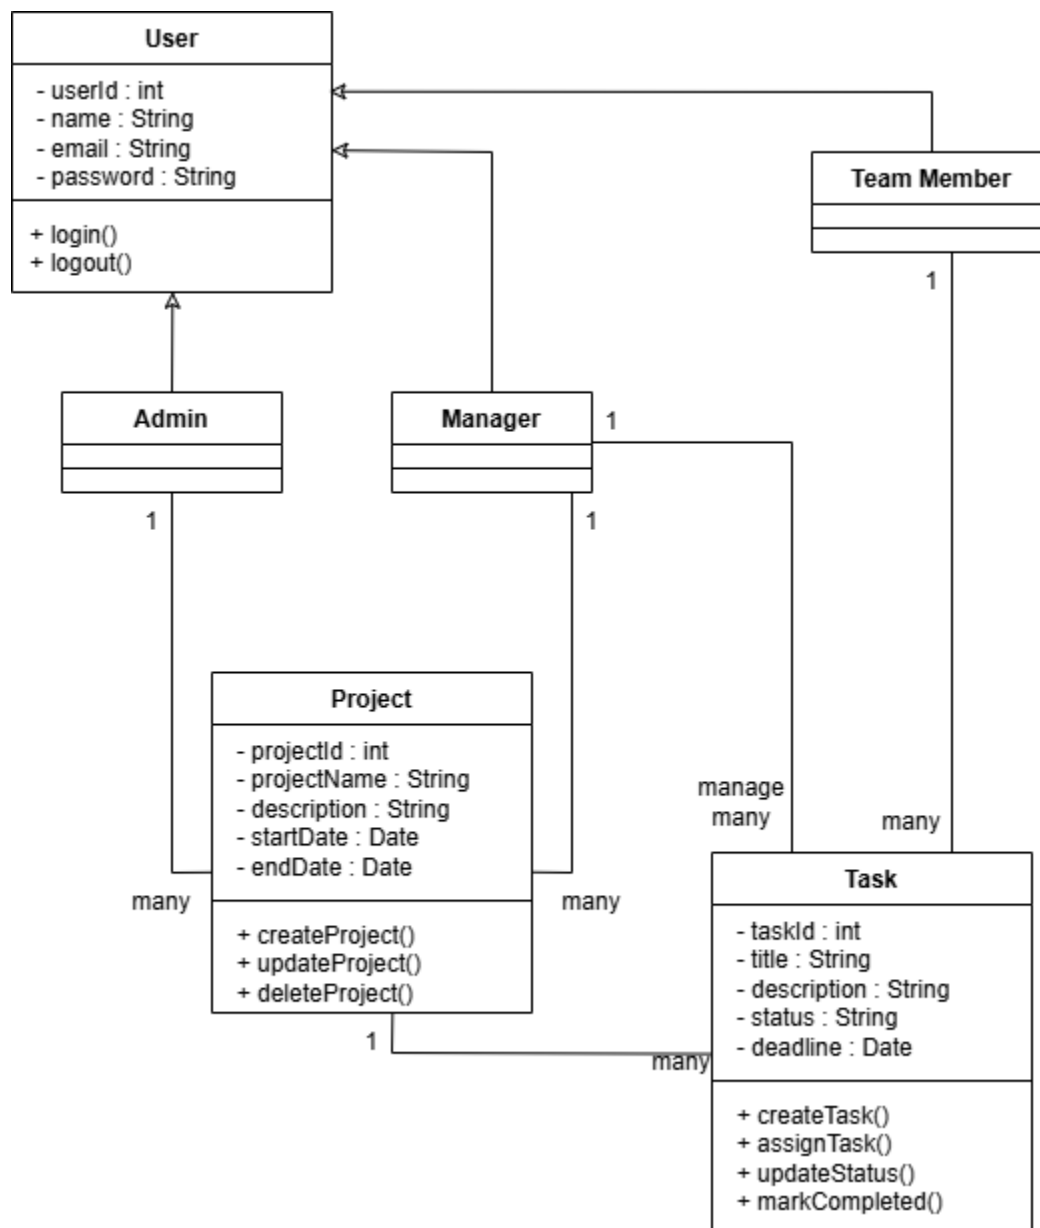 User
- userId : int
- name : String
- email : String
- password : String
+ login()
+ logout()
Team Member
1
Admin
1
Manager
1
1
Project
- projectId : int
- projectName : String
- description : String
- startDate : Date
- endDate : Date
+ createProject()
+ updateProject()
+ deleteProject()
many
many
1
many
manage
many
many
Task
- taskId : int
- title : String
- description : String
- status : String
- deadline : Date
+ createTask()
+ assignTask()
+ updateStatus()
+ markCompleted()